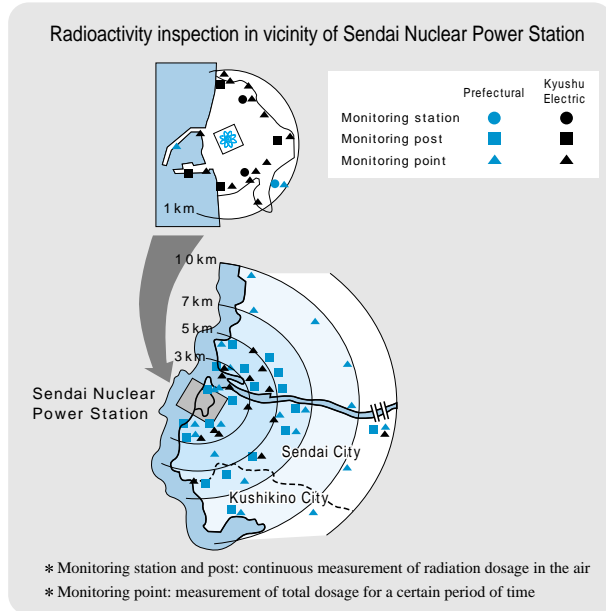 Radioactivity inspection in vicinity of Sendai Nuclear Power Station
Prefectural
Kyushu
Electric
Monitoring station
Monitoring post
Monitoring point
1km
10km
7km
5km
3km
Sendai Nuclear
Power Station
Sendai City
Kushikino City
* Monitoring station and post: continuous measurement of radiation dosage in the air
* Monitoring point: measurement of total dosage for a certain period of time